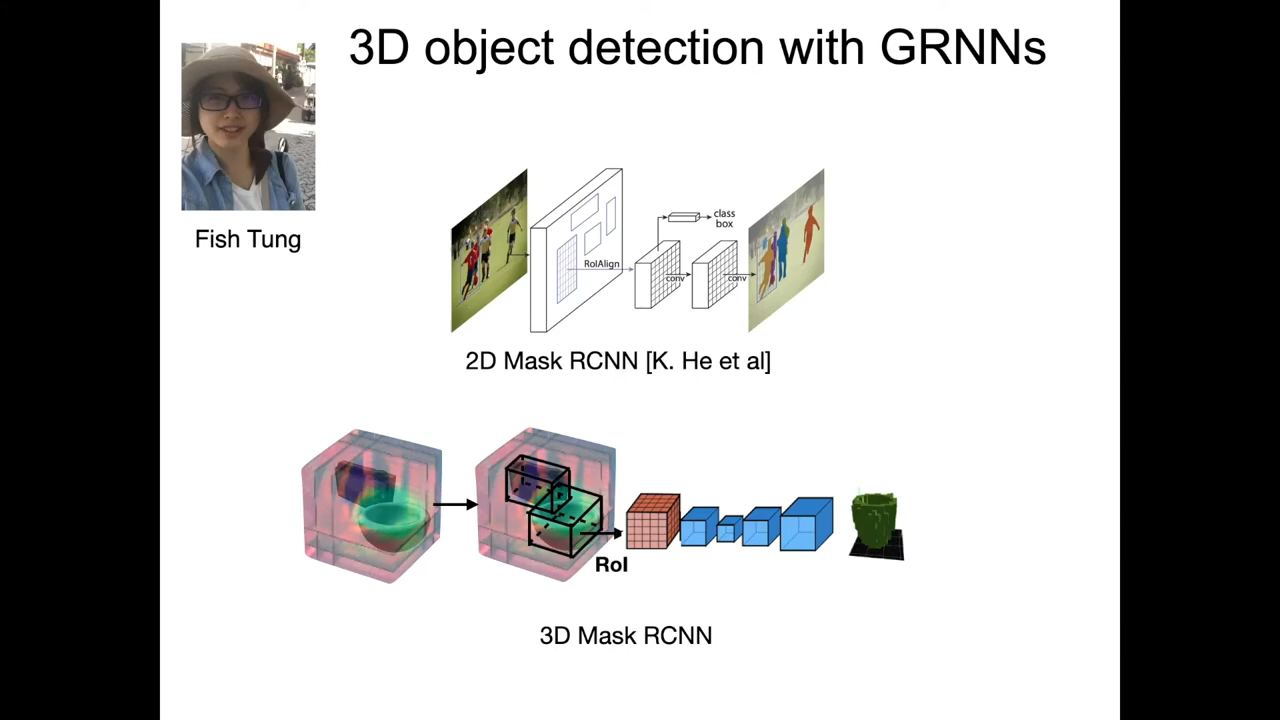 3D object detection with GRNNs
Fish Tung
RoIAlign
class
box
conv
conv
2D Mask RCNN [K. He et al]
RoI
3D Mask RCNN